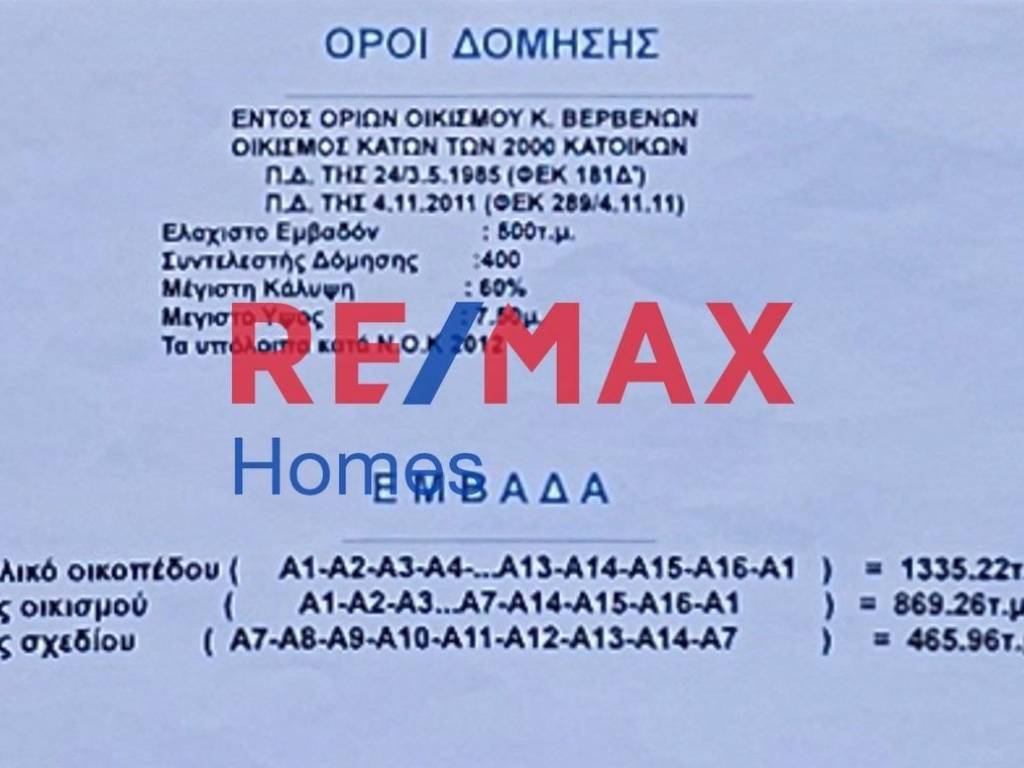 ΟΡΟΙ ΔΟΜΗΣΗΣ
ΕΝΤΟΣ ΟΡΙΩΝ ΟΙΚΙΣΜΟΥ Κ. ΒΕΡΒΕΝΩΝ
ΟΙΚΙΣΜΟΣ ΚΑΤΩΝ ΤΩΝ 2000 ΚΑΤΟΙΚΩΝ
Π.Δ. ΤΗΣ 24/3.5.1985 (ΦΕΚ 181Δ')
Π.Δ. ΤΗΣ 4.11.2011 (ΦΕΚ 289/4.11.11)
Ελαχιστο Εμβαδόν : 500τ.μ.
Συντελεστής Δόμησης :400
Μέγιστη Κάλυψη : 60%
Μεγιστο Υψος : 7.50μ
Τα υπόλοιπα κατά Ν.Ο.Κ 2012
RE/MAX
Homes
ΕΜΒΑΔΑ
λικό οικοπέδου ( Α1-Α2-Α3-Α4-...Α13-Α14-Α15-Α16-Α1 ) = 1335.22τ
ς οικισμού ( Α1-Α2-Α3...Α7-Α14-Α15-Α16-Α1 ) = 869.26τ.μ
ς σχεδίου ( Α7-Α8-Α9-Α10-Α11-Α12-Α13-Α14-Α7 ) = 465.96τ.